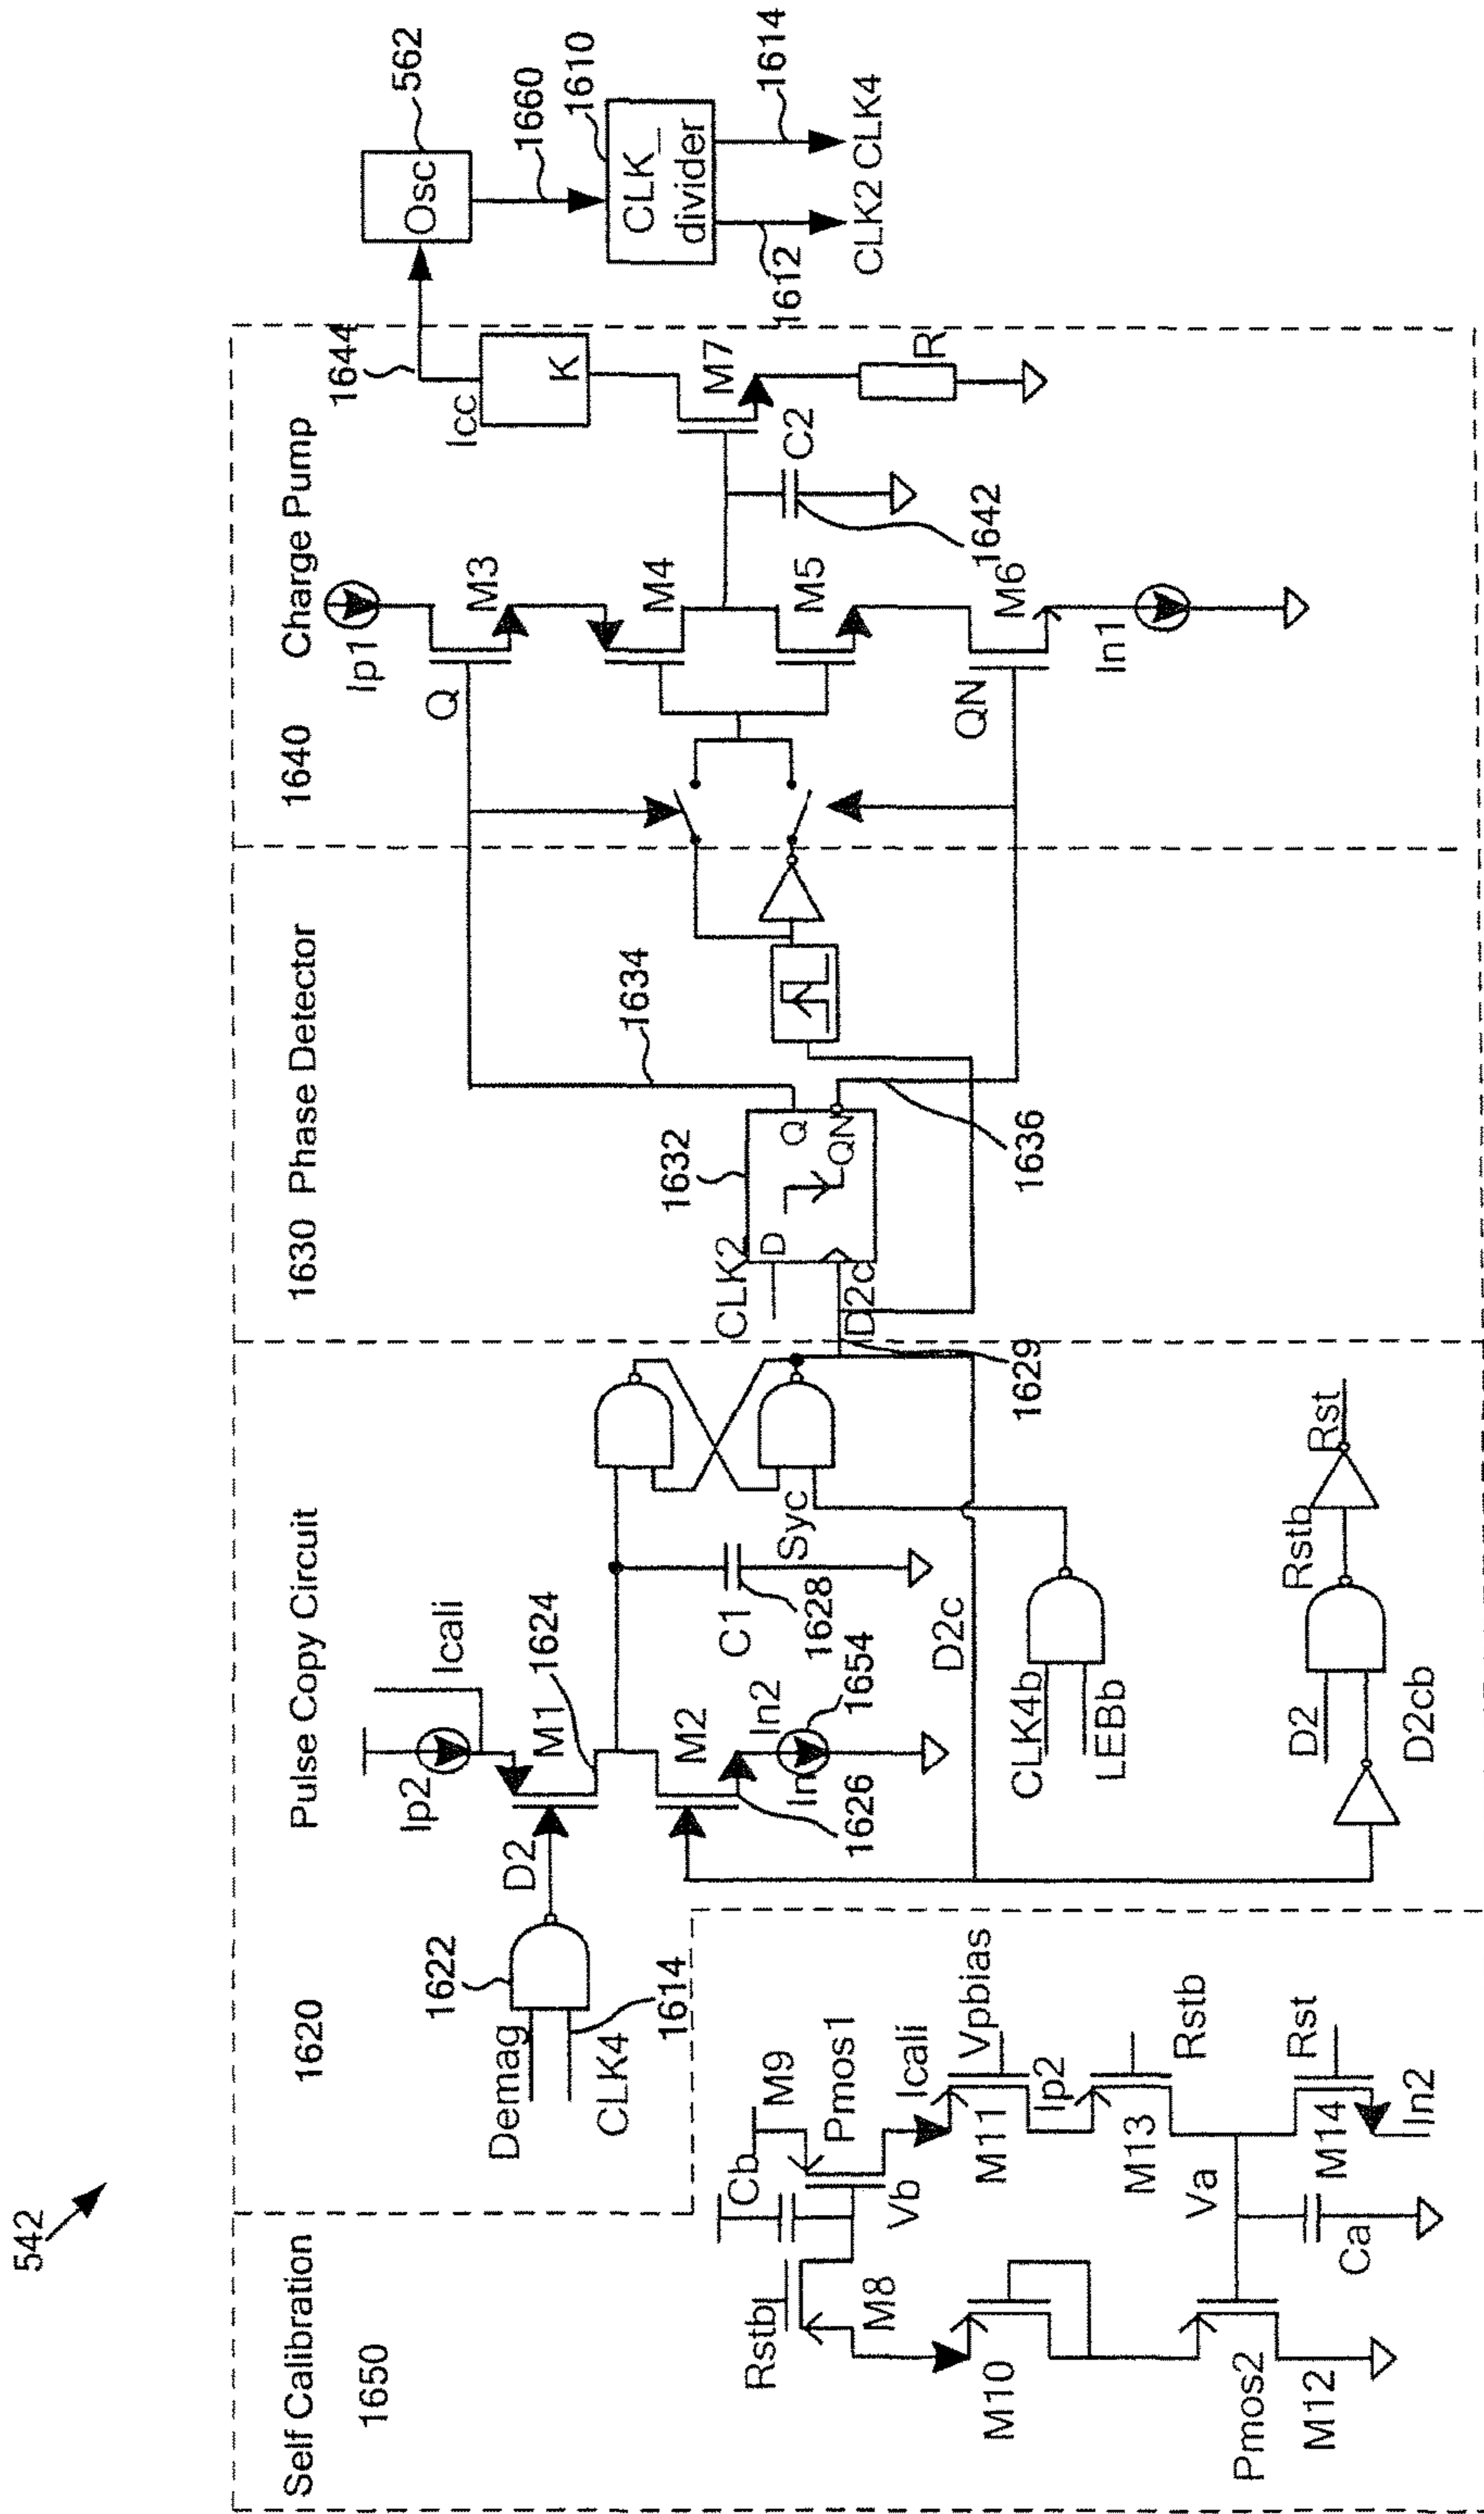 542
Self Calibration
1650
Rstb
M8
Cb
M9
Pmos1
Vb
Icali
M10
M11
Vpbias
Ip2
Pmos2
M12
M13
Rstb
Va
Ca
M14
Rst
In2
1620
Pulse Copy Circuit
1622
Demag
CLK4
1614
D2
Ip2
Icali
M1
1624
M2
1626
In2
In
1654
C1
1628
Syc
D2c
1629
CLK4b
LEBb
D2
D2cb
Rstb
Rst
1630 Phase Detector
CLK2
D
D2c
1632
Q
QN
1634
1636
1640
Charge Pump
Ip1
Q
M3
M4
M5
QN
M6
In1
C2
1642
Icc
K
1644
M7
R
Osc
562
1660
CLK_
divider
1610
1612
1614
CLK2 CLK4